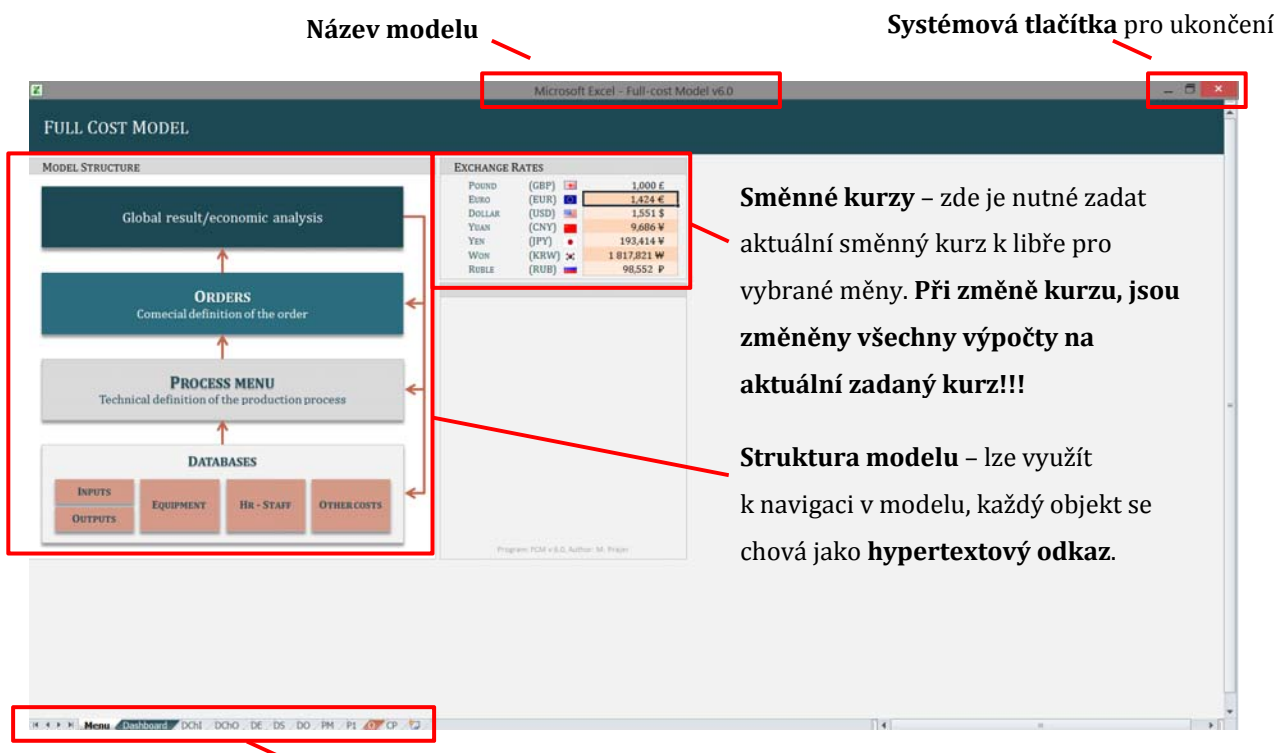 Název modelu
Systémová tlačítka pro ukončení
Microsoft Excel - Full-cost Model v6.0
FULL COST MODEL
MODEL STRUCTURE
Global result/economic analysis
ORDERS
Comecial definition of the order
PROCESS MENU
Technical definition of the production process
DATABASES
INPUTS
OUTPUTS
EQUIPMENT
HR - STAFF
OTHER COSTS
EXCHANGE RATES
POUND (GBP) 1,000 £
EURO (EUR) 1,424 €
DOLLAR (USD) 1,551 $
YUAN (CNY) 9,686 ¥
YEN (JPY) 193,414 ¥
WON (KRW) 1 817,821 ₩
RUBLE (RUB) 98,552 ₽
Program: FCM v 6.0, Author: M. Prajer
Směnné kurzy – zde je nutné zadat
aktuální směnný kurz k libře pro
vybrané měny. Při změně kurzu, jsou
změněny všechny výpočty na
aktuální zadaný kurz!!!
Struktura modelu – lze využít
k navigaci v modelu, každý objekt se
chová jako hypertextový odkaz.
Menu Dashboard DChI DChO DE DS DO PM P1 O CP